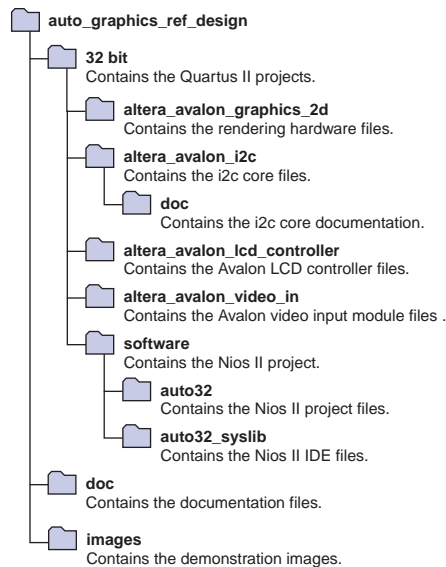 auto_graphics_ref_design
32 bit
Contains the Quartus II projects.
altera_avalon_graphics_2d
Contains the rendering hardware files.
altera_avalon_i2c
Contains the i2c core files.
doc
Contains the i2c core documentation.
altera_avalon_lcd_controller
Contains the Avalon LCD controller files.
altera_avalon_video_in
Contains the Avalon video input module files .
software
Contains the Nios II project.
auto32
Contains the Nios II project files.
auto32_syslib
Contains the Nios II IDE files.
doc
Contains the documentation files.
images
Contains the demonstration images.